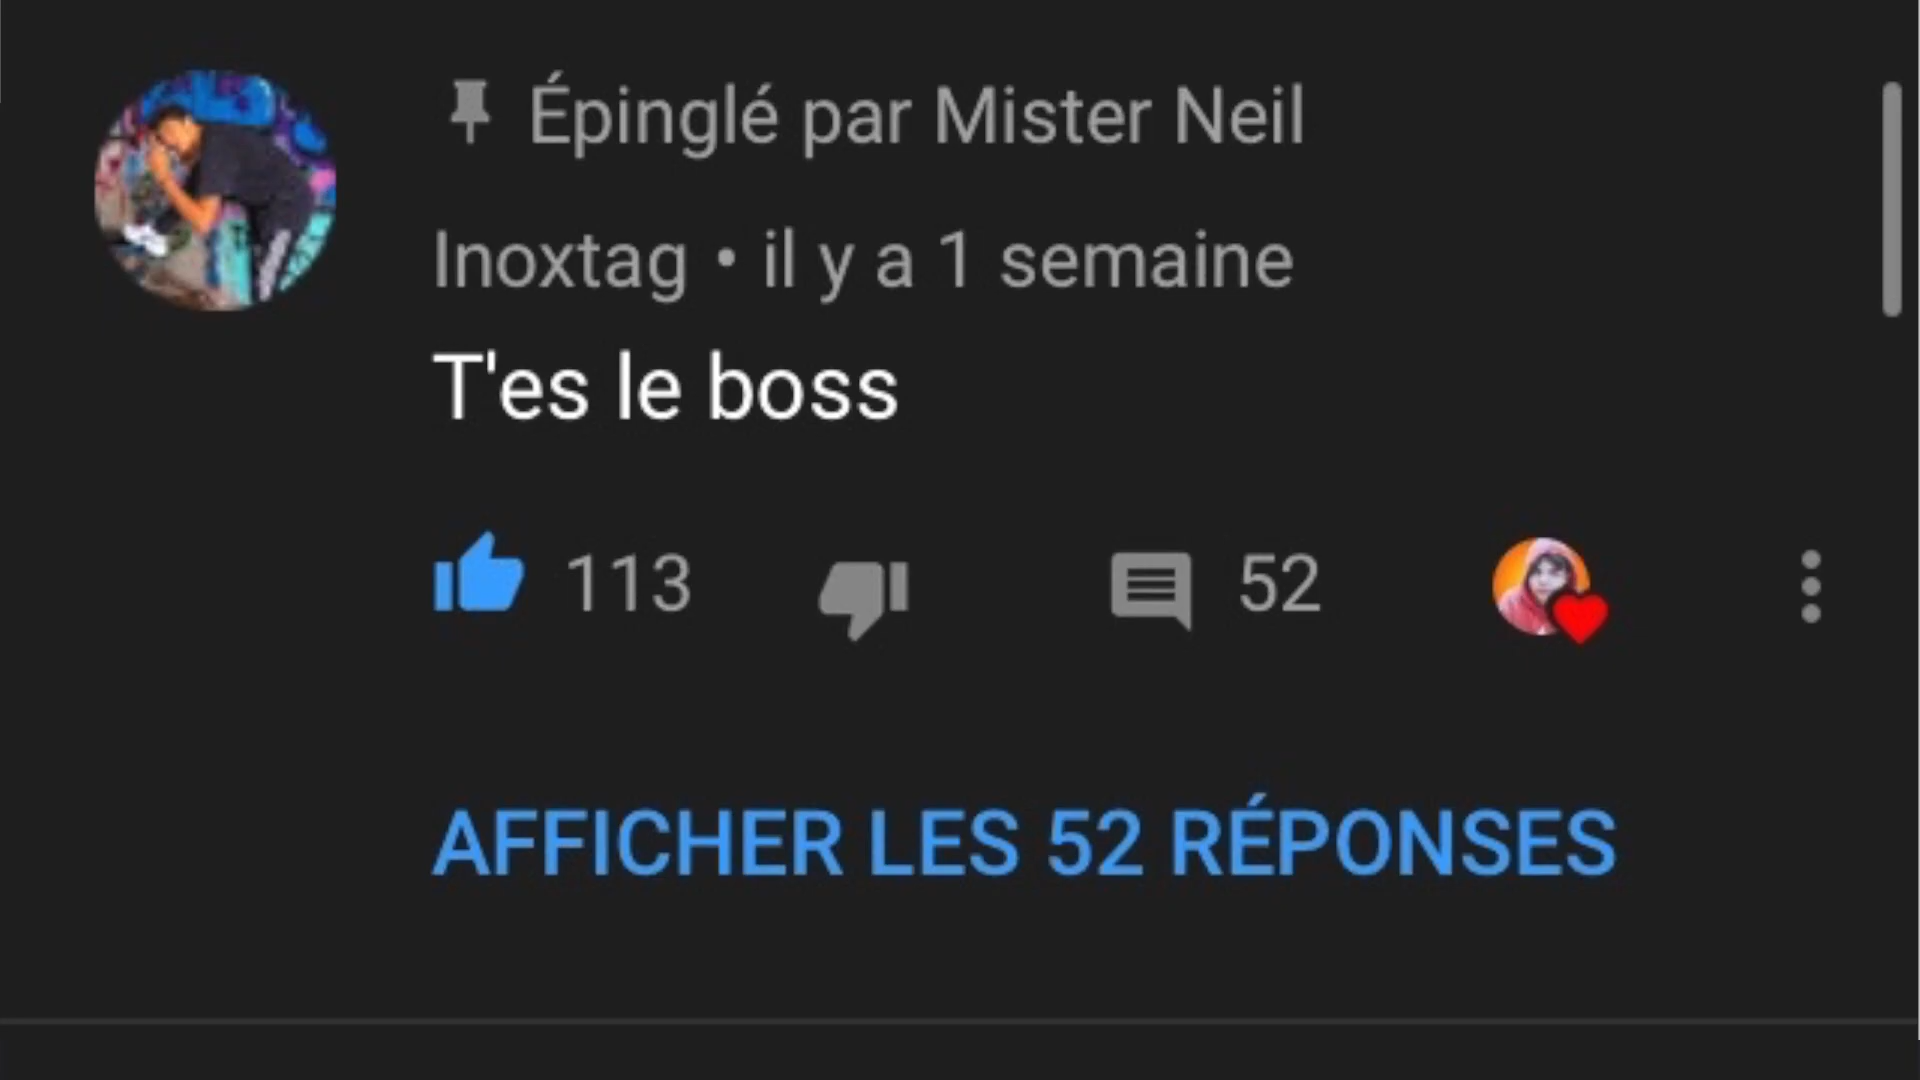 Épinglé par Mister Neil
Inoxtag • il y a 1 semaine
T'es le boss
113 52
AFFICHER LES 52 RÉPONSES